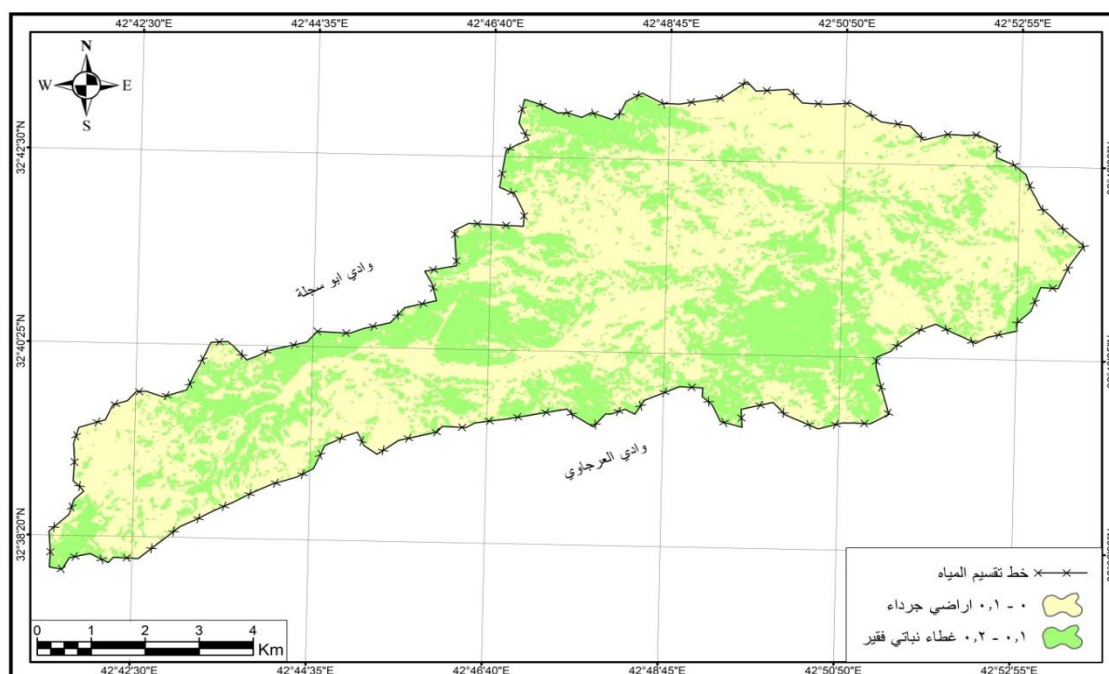 42°42'30"E 42°44'35"E 42°46'40"E 42°48'45"E 42°50'50"E 42°52'55"E
N
W E
S
32°42'30"N
وادي ابو سجلة
32°40'25"N
وادي العرجاوي
32°38'20"N
خط تقسيم المياه
٠ - ٠,١ اراضي جرداء
٠,١ - ٠,٢ غطاء نباتي فقير
0 1 2 3 4
Km
42°42'30"E 42°44'35"E 42°46'40"E 42°48'45"E 42°50'50"E 42°52'55"E